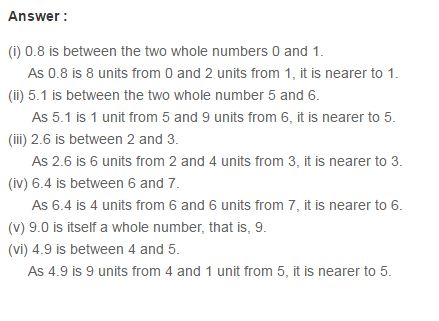 Answer :
(i) 0.8 is between the two whole numbers 0 and 1.
As 0.8 is 8 units from 0 and 2 units from 1, it is nearer to 1.
(ii) 5.1 is between the two whole number 5 and 6.
As 5.1 is 1 unit from 5 and 9 units from 6, it is nearer to 5.
(iii) 2.6 is between 2 and 3.
As 2.6 is 6 units from 2 and 4 units from 3, it is nearer to 3.
(iv) 6.4 is between 6 and 7.
As 6.4 is 4 units from 6 and 6 units from 7, it is nearer to 6.
(v) 9.0 is itself a whole number, that is, 9.
(vi) 4.9 is between 4 and 5.
As 4.9 is 9 units from 4 and 1 unit from 5, it is nearer to 5.